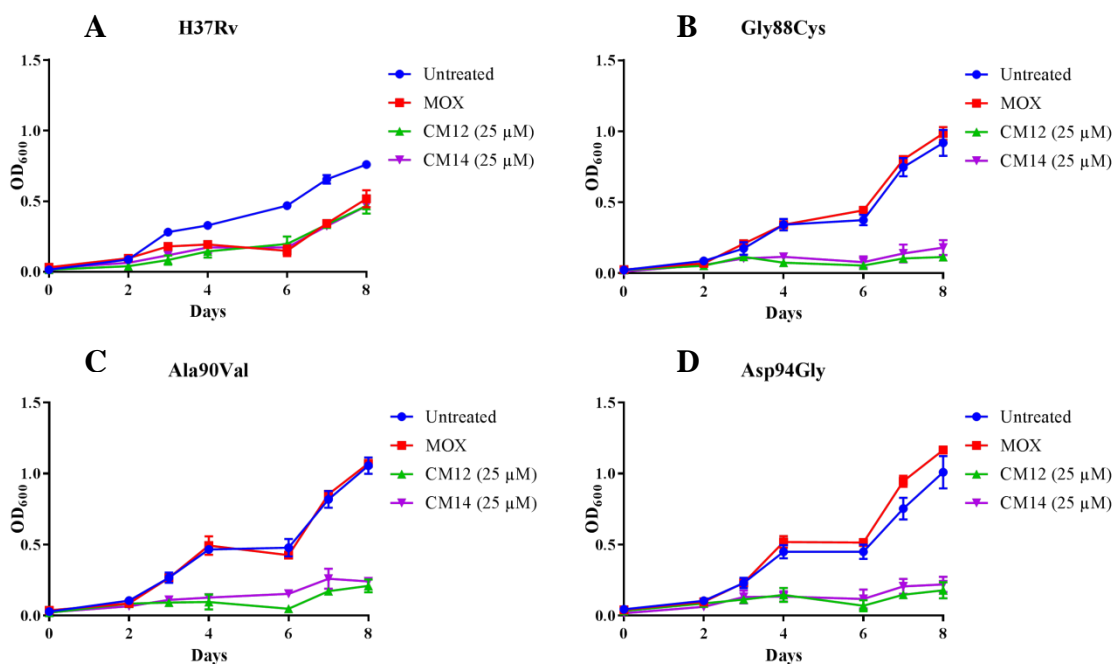 A
H37Rv
1.5
1.0
0.5
0.0
OD600
0 2 4 6 8
Days
Untreated
MOX
CM12 (25 µM)
CM14 (25 µM)
B
Gly88Cys
1.5
1.0
0.5
0.0
OD600
0 2 4 6 8
Days
Untreated
MOX
CM12 (25 µM)
CM14 (25 µM)
C
Ala90Val
1.5
1.0
0.5
0.0
OD600
0 2 4 6 8
Days
Untreated
MOX
CM12 (25 µM)
CM14 (25 µM)
D
Asp94Gly
1.5
1.0
0.5
0.0
OD600
0 2 4 6 8
Days
Untreated
MOX
CM12 (25 µM)
CM14 (25 µM)